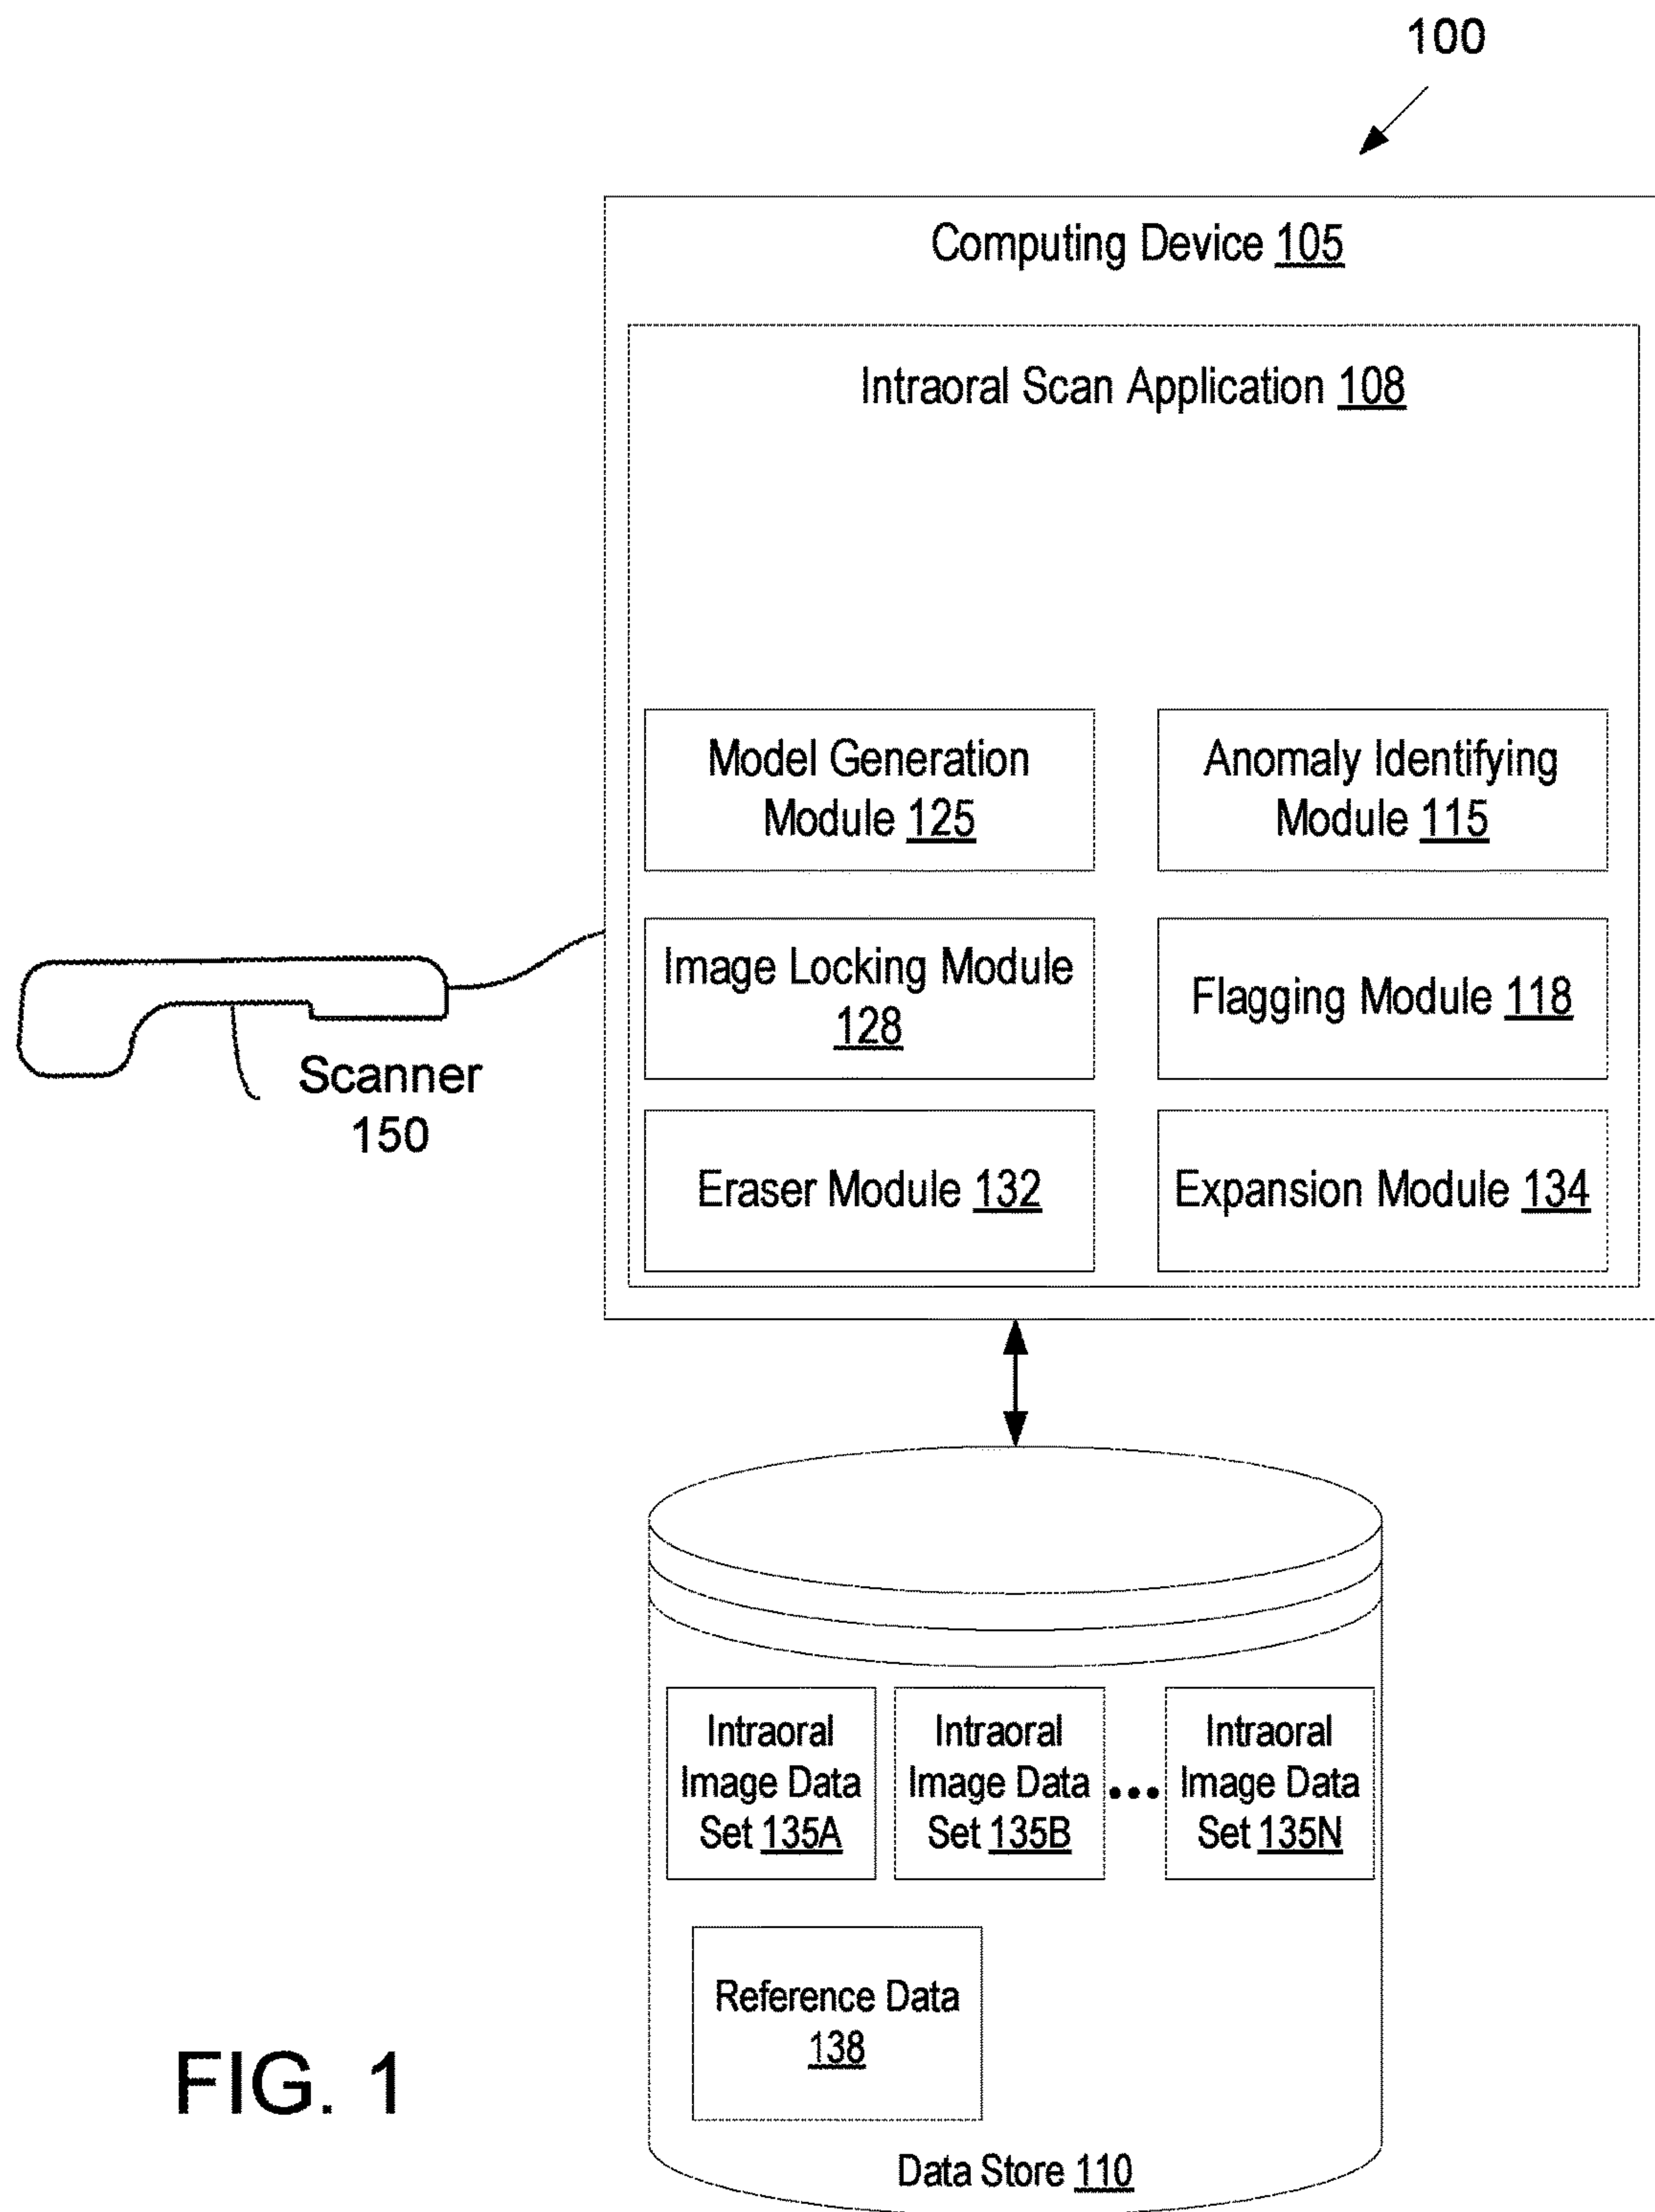 100
Computing Device 105
Intraoral Scan Application 108
Model Generation
Module 125
Anomaly Identifying
Module 115
Image Locking Module
128
Flagging Module 118
Scanner
150
Eraser Module 132
Expansion Module 134
Intraoral
Image Data
Set 135A
Intraoral
Image Data
Set 135B
•••
Intraoral
Image Data
Set 135N
Reference Data
138
Data Store 110
FIG. 1